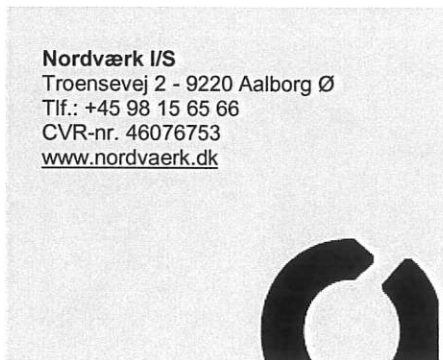 Nordværk I/S
Troensevej 2 - 9220 Aalborg Ø
Tlf.: +45 98 15 65 66
CVR-nr. 46076753
www.nordvaerk.dk